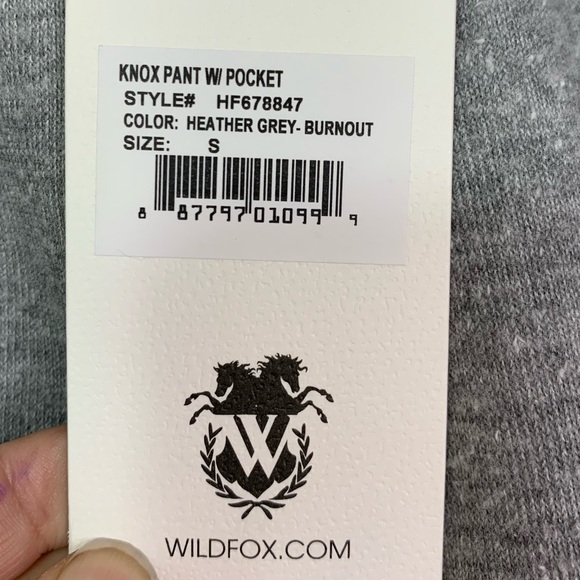 KNOX PANT W/ POCKET
STYLE# HF678847
COLOR: HEATHER GREY- BURNOUT
SIZE: S
8 87797 01099 9
W
WILDFOX.COM